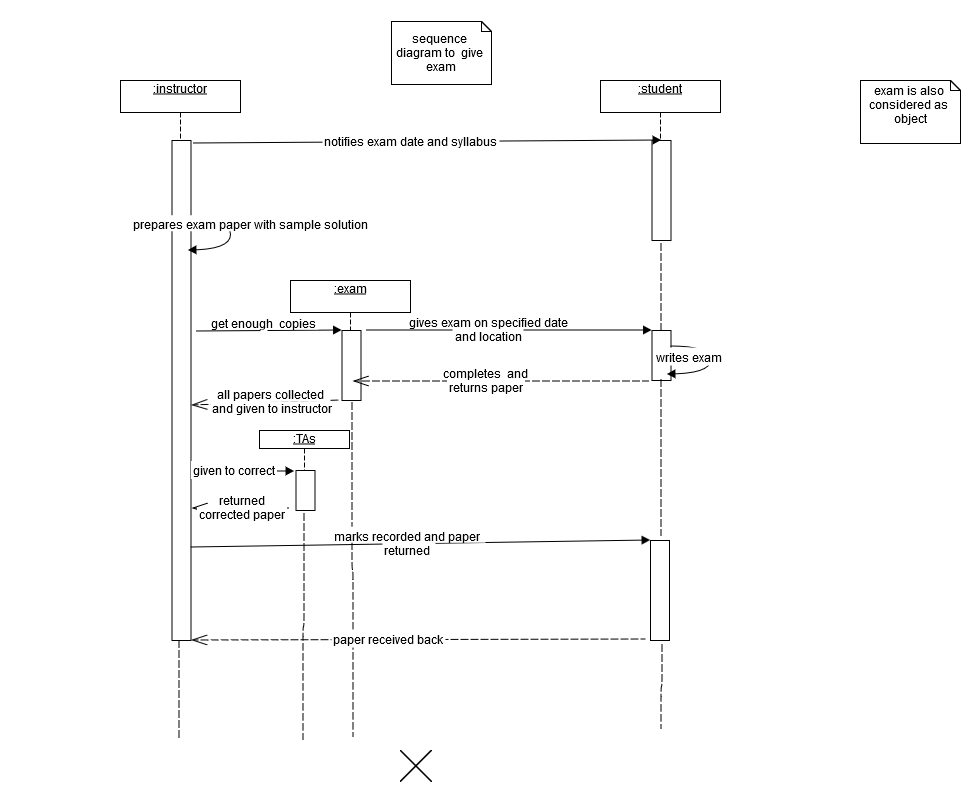 sequence
diagram to give
exam
:instructor
:student
exam is also
considered as
object
notifies exam date and syllabus
prepares exam paper with sample solution
:exam
get enough copies
gives exam on specified date
and location
writes exam
completes and
returns paper
all papers collected
and given to instructor
:TAs
given to correct
returned
corrected paper
marks recorded and paper
returned
paper received back